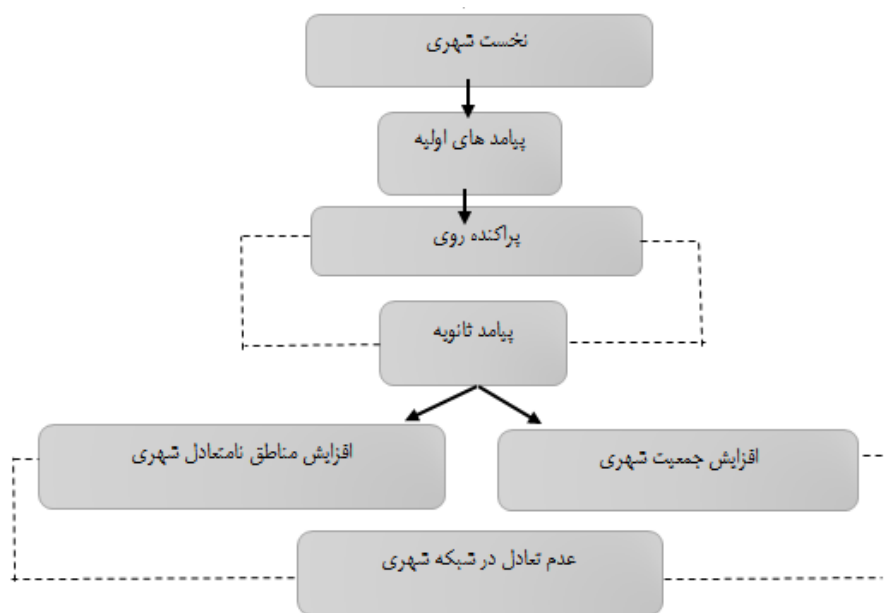 نخست شهری
پیامد های اولیه
پراکنده روی
پیامد ثانویه
افزایش جمعیت شهری
افزایش مناطق نامتعادل شهری
عدم تعادل در شبکه شهری